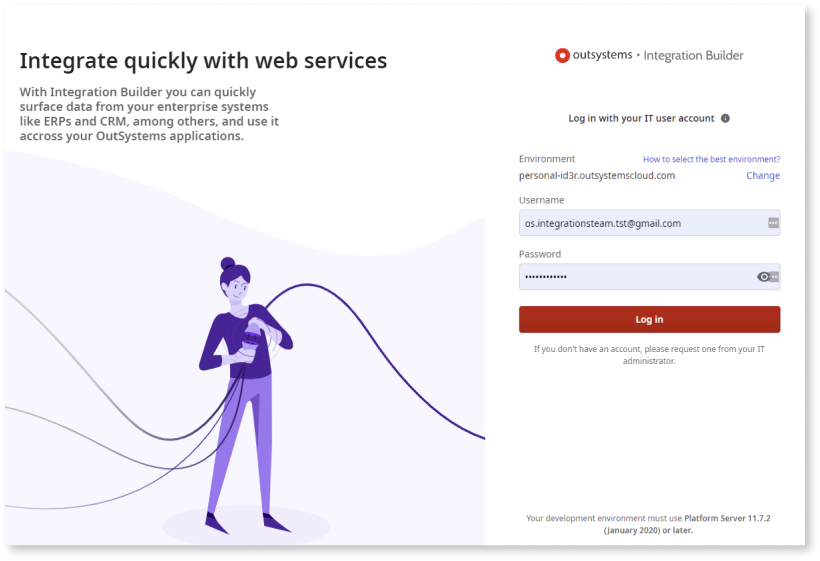 Integrate quickly with web services
With Integration Builder you can quickly
surface data from your enterprise systems
like ERPs and CRM, among others, and use it
accross your OutSystems applications.
outsystems • Integration Builder
Log in with your IT user account
Environment How to select the best environment?
personal-id3r.outsystemscloud.com Change
Username
os.integrationsteam.tst@gmail.com
Password
••••••••••••
Log in
If you don't have an account, please request one from your IT
administrator.
Your development environment must use Platform Server 11.7.2
(January 2020) or later.